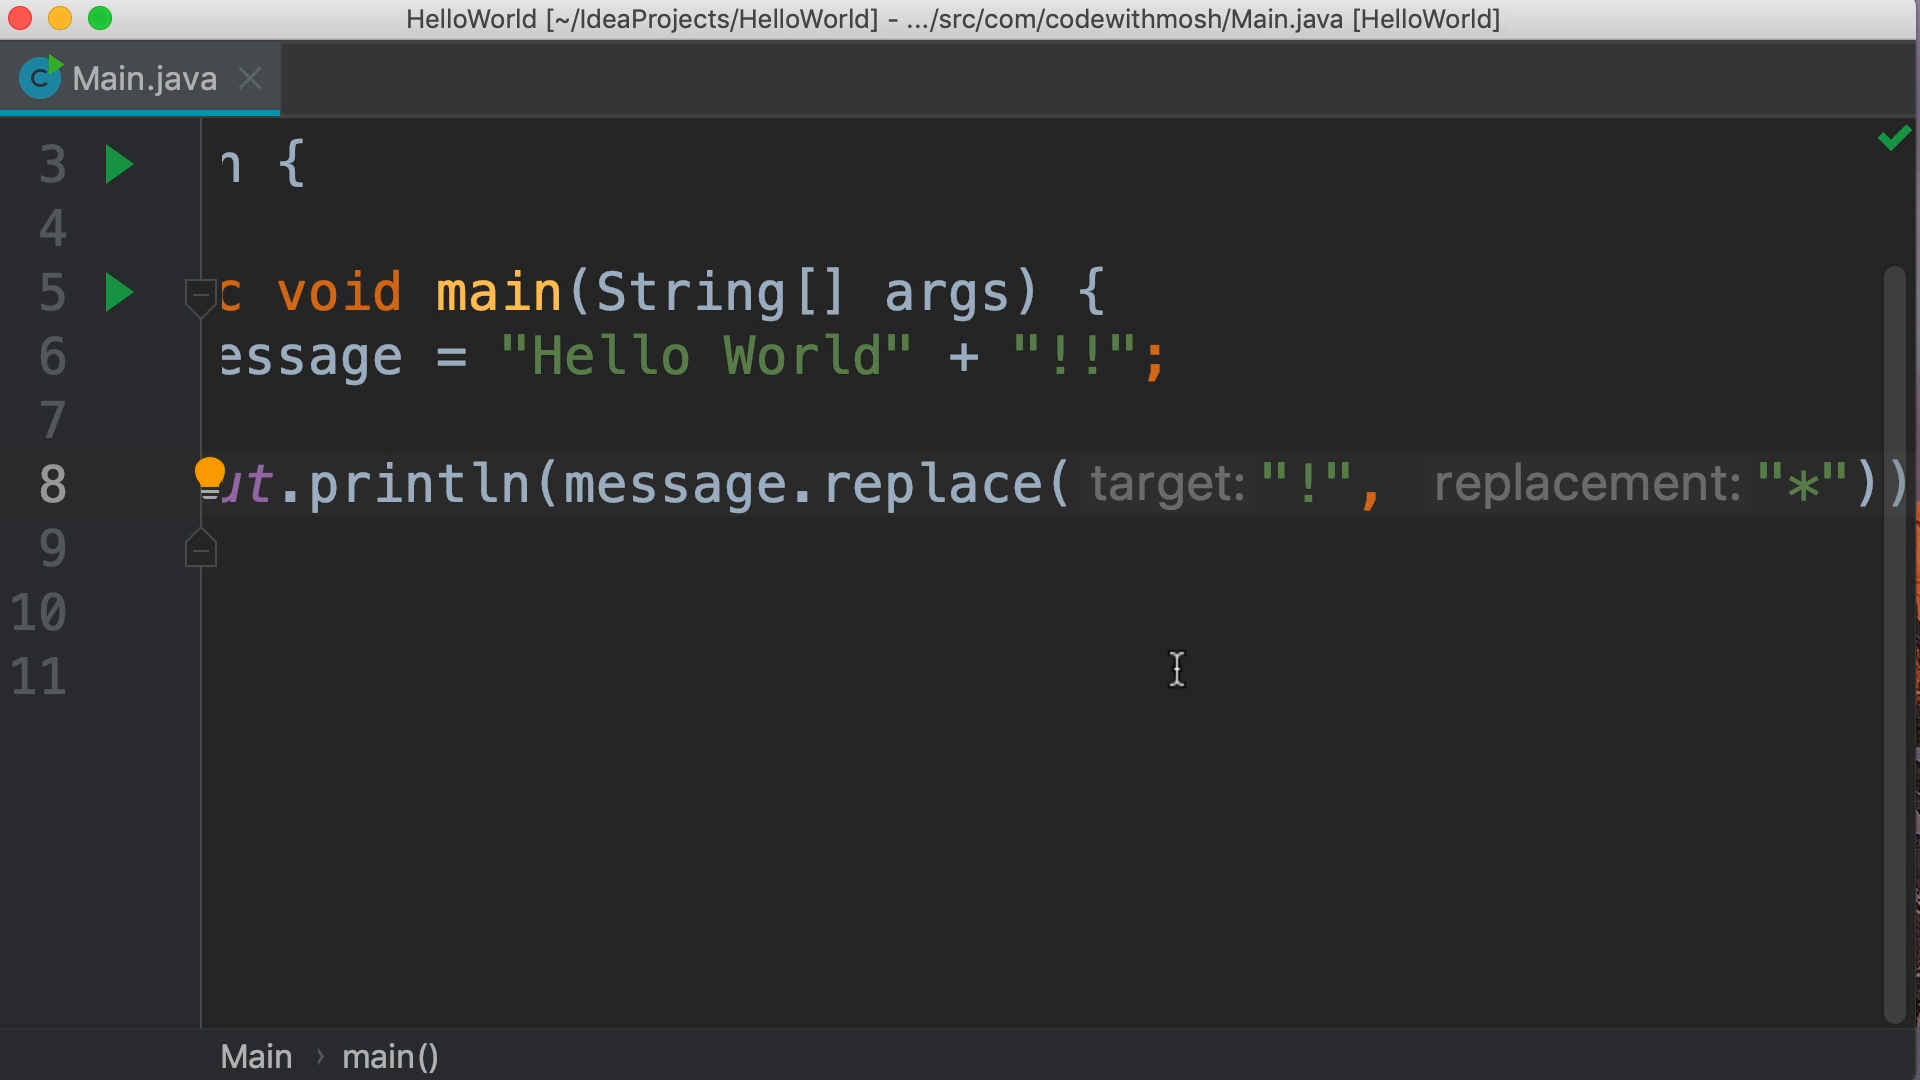 HelloWorld [~/IdeaProjects/HelloWorld] - .../src/com/codewithmosh/Main.java [HelloWorld]
C Main.java
3 n {
4
5 c void main(String[] args) {
6 essage = "Hello World" + "!!";
7
8 ut.println(message.replace( target: "!", replacement: "*"))
9
10
11
Main › main()